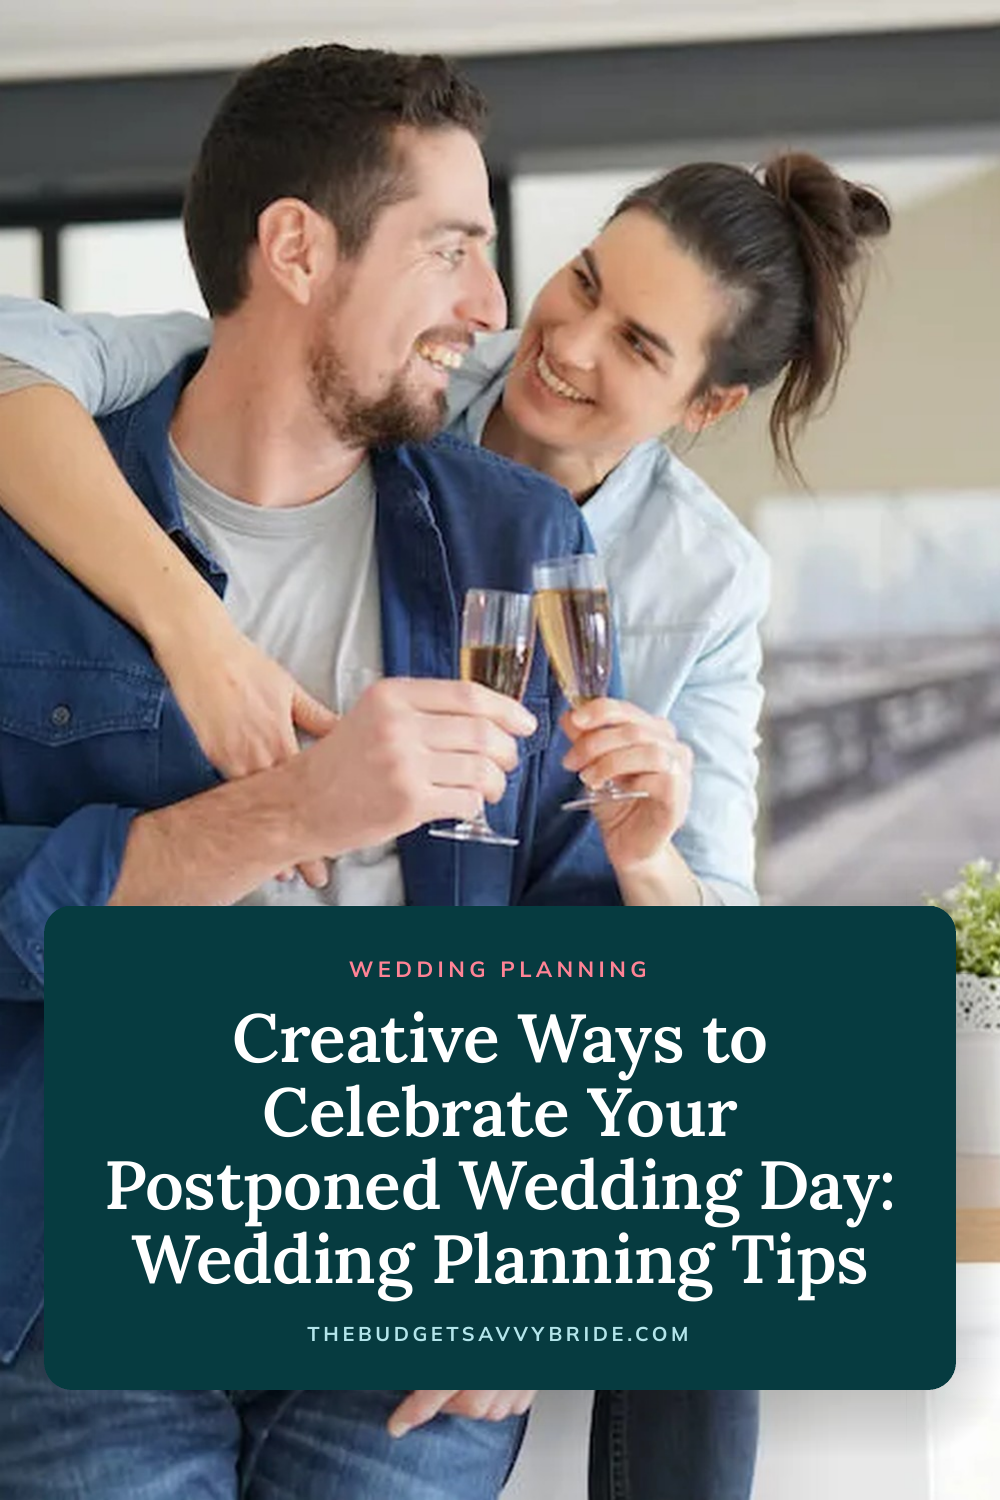 WEDDING PLANNING
Creative Ways to
Celebrate Your
Postponed Wedding Day:
Wedding Planning Tips
THEBUDGETSAVVYBRIDE.COM